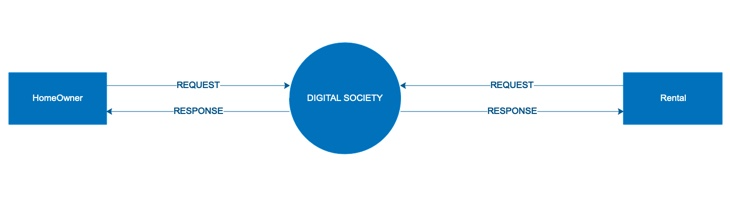 REQUEST REQUEST
HomeOwner DIGITAL SOCIETY Rental
RESPONSE RESPONSE